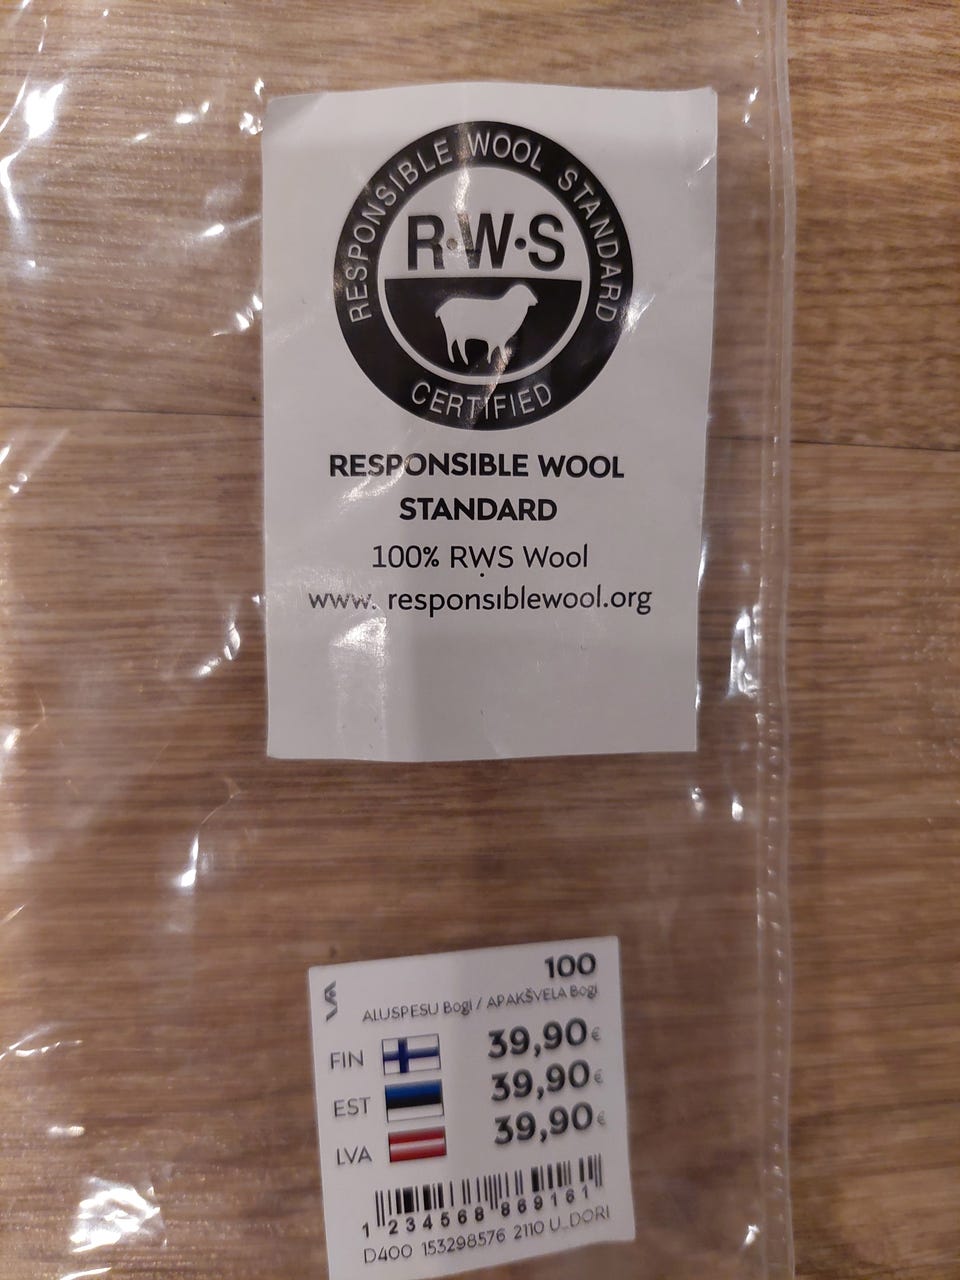 RESPONSIBLE WOOL STANDARD
R·W·S
CERTIFIED
RESPONSIBLE WOOL
STANDARD
100% RWS Wool
www. responsiblewool.org
100
ALUSPESU Bogi / APAKŠVELA Bogi
FIN 39,90€
EST 39,90€
LVA 39,90€
1 234568 869161
D400 153298576 2110 U_DORI